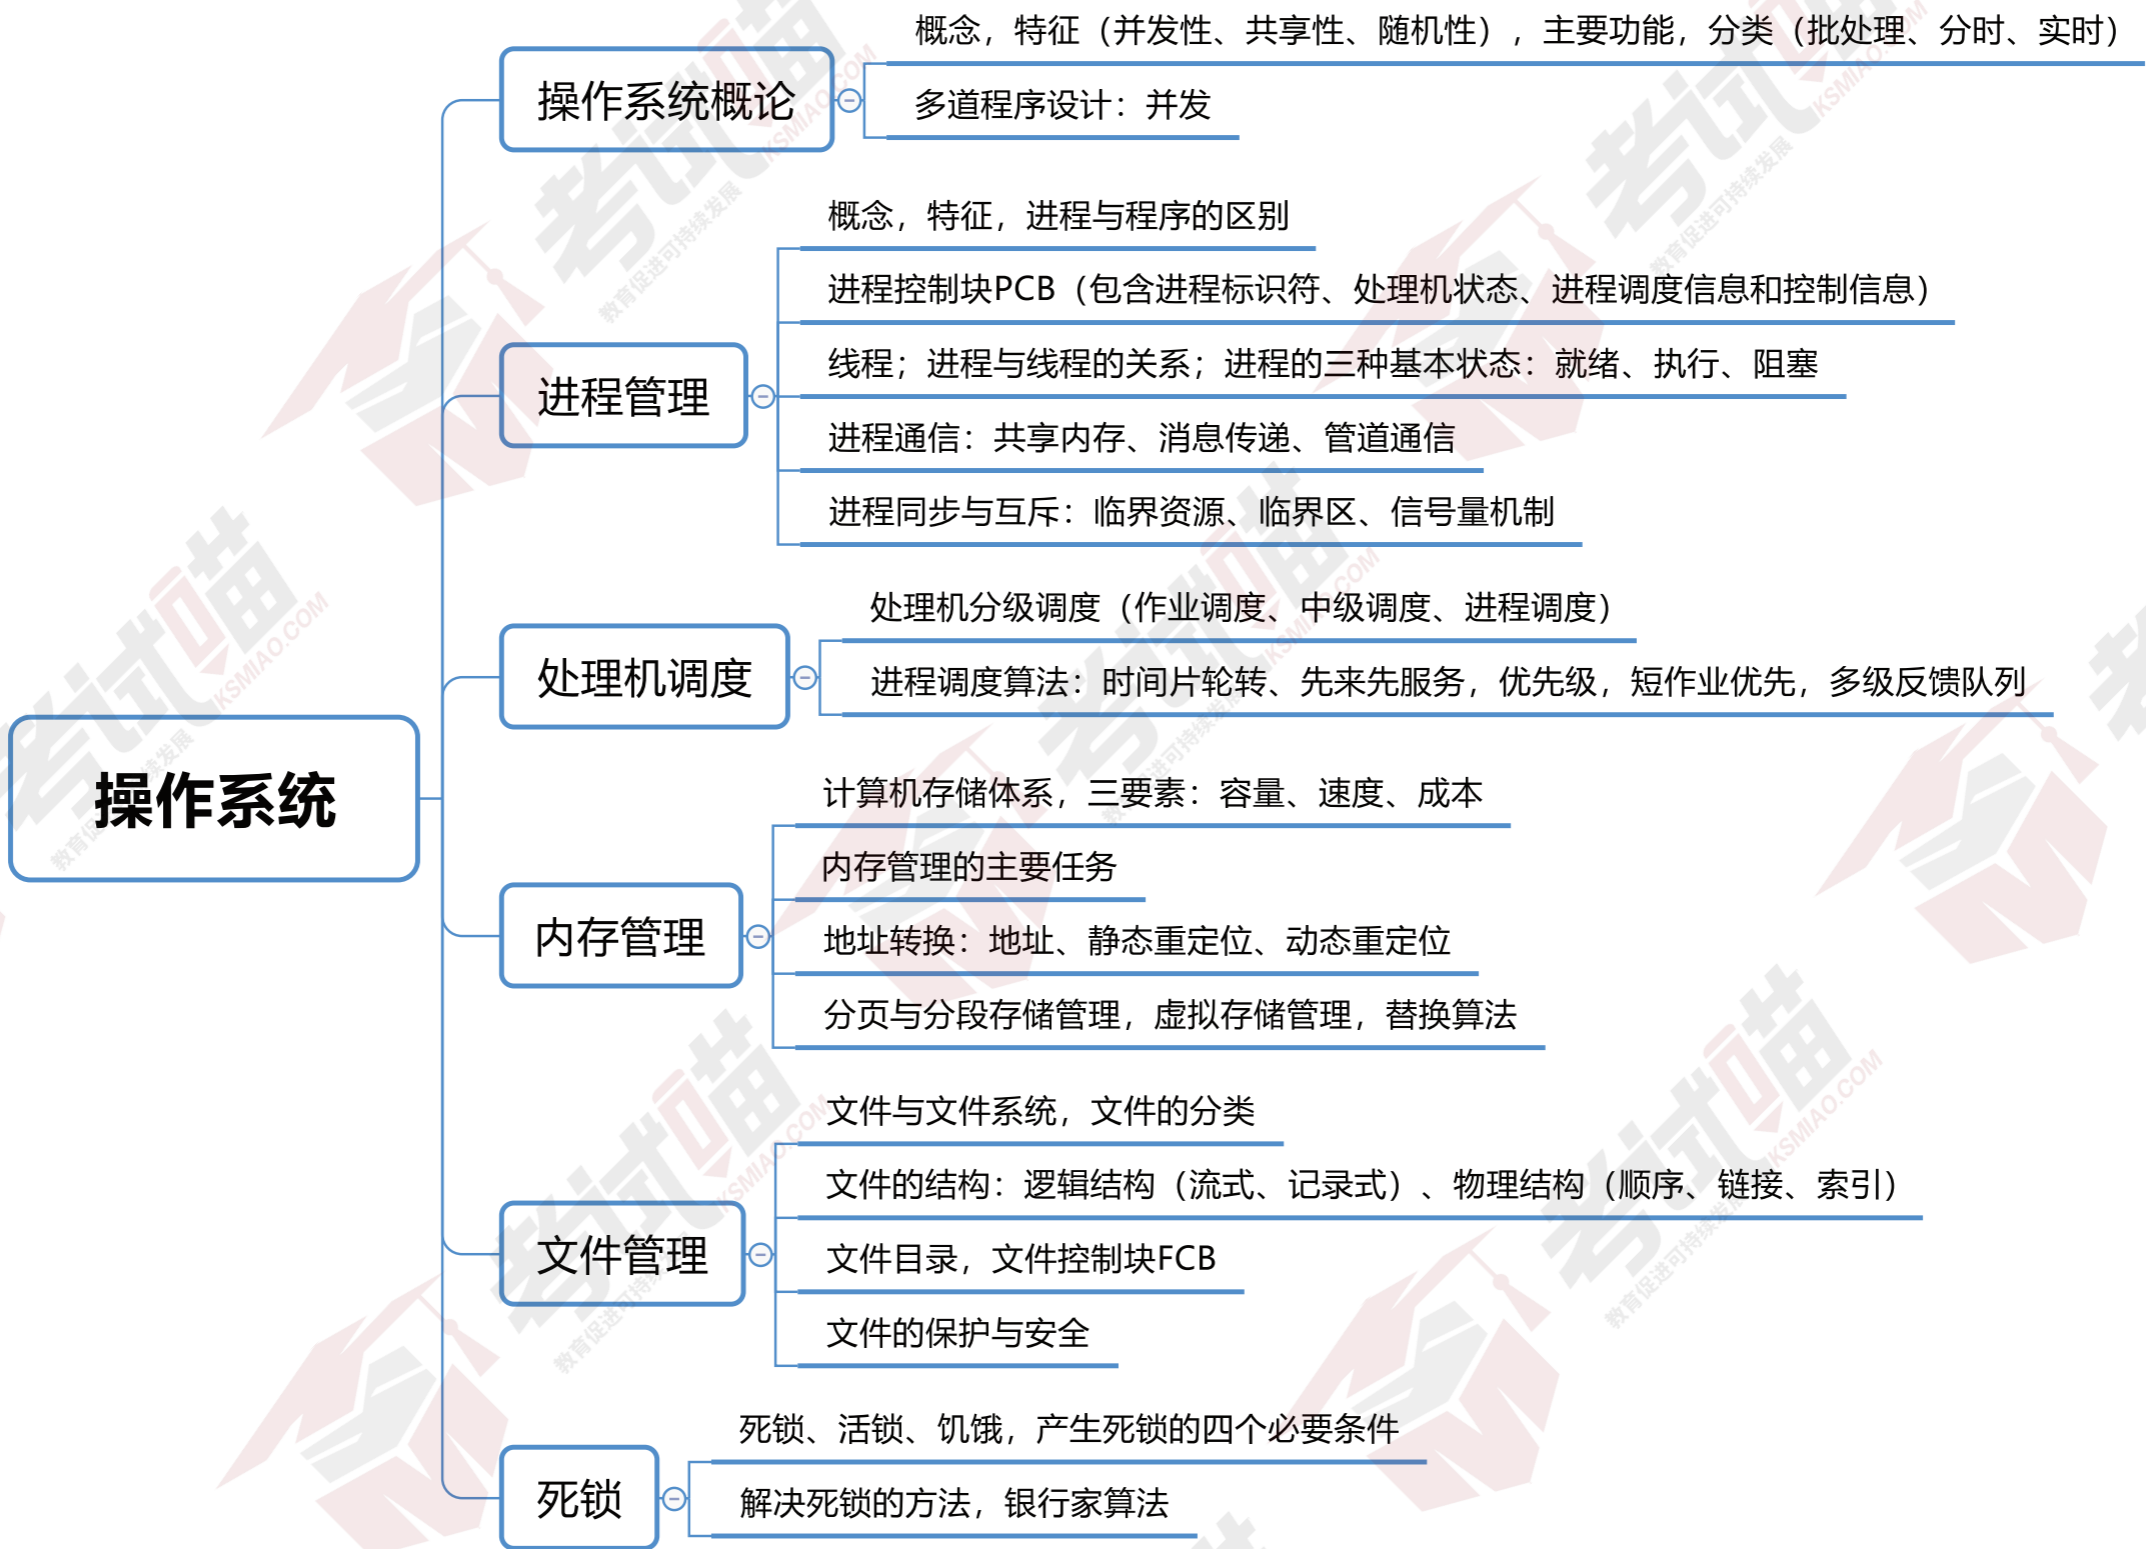 概念，特征（并发性、共享性、随机性），主要功能，分类（批处理、分时、实时）
操作系统概论
多道程序设计：并发
概念，特征，进程与程序的区别
进程控制块PCB（包含进程标识符、处理机状态、进程调度信息和控制信息）
线程；进程与线程的关系；进程的三种基本状态：就绪、执行、阻塞
进程管理
进程通信：共享内存、消息传递、管道通信
进程同步与互斥：临界资源、临界区、信号量机制
处理机分级调度（作业调度、中级调度、进程调度）
处理机调度
进程调度算法：时间片轮转、先来先服务，优先级，短作业优先，多级反馈队列
操作系统
计算机存储体系，三要素：容量、速度、成本
内存管理的主要任务
内存管理
地址转换：地址、静态重定位、动态重定位
分页与分段存储管理，虚拟存储管理，替换算法
文件与文件系统，文件的分类
文件的结构：逻辑结构（流式、记录式）、物理结构（顺序、链接、索引）
文件管理
文件目录，文件控制块FCB
文件的保护与安全
死锁、活锁、饥饿，产生死锁的四个必要条件
死锁
解决死锁的方法，银行家算法
考试喵
KSMIAO.COM
教育促进可持续发展